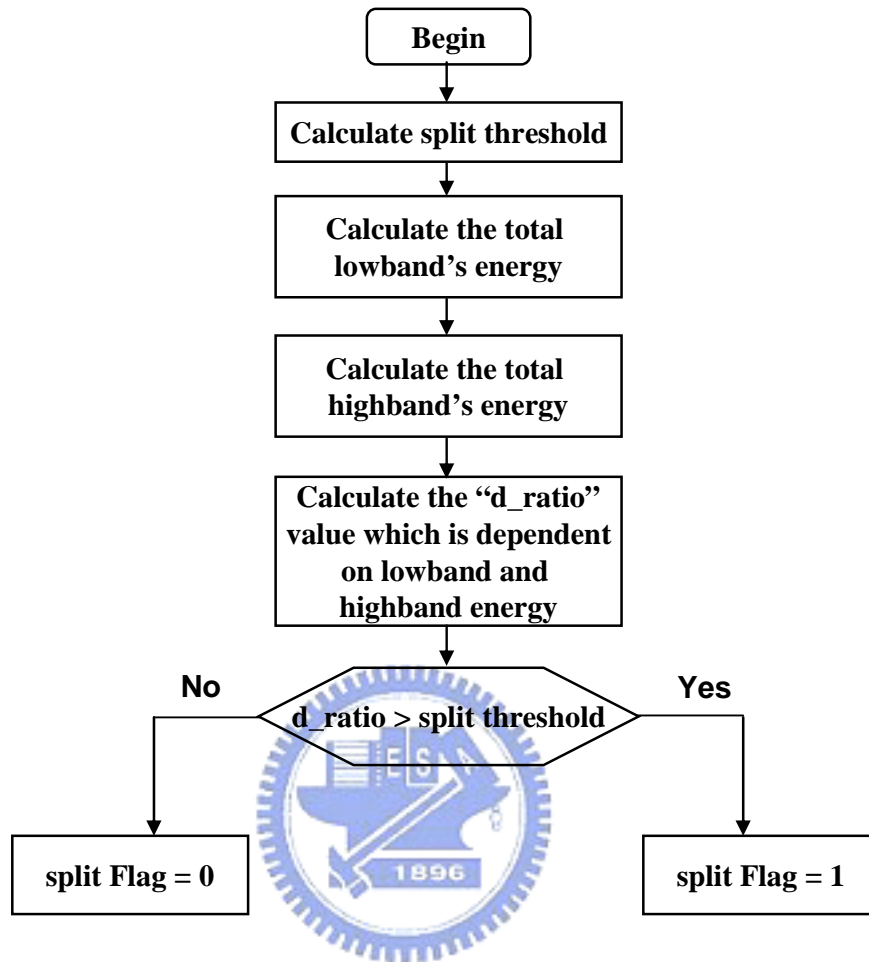 Begin
Calculate split threshold
Calculate the total
lowband’s energy
Calculate the total
highband’s energy
Calculate the “d_ratio”
value which is dependent
on lowband and
highband energy
No
Yes
d_ratio > split threshold
E S A
split Flag = 0
split Flag = 1
1896